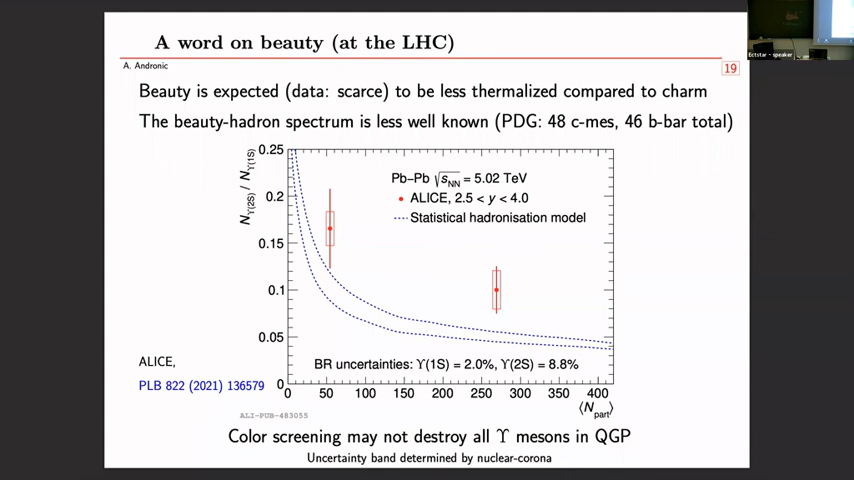 A word on beauty (at the LHC)
A. Andronic
19
Ectstar - speaker
Beauty is expected (data: scarce) to be less thermalized compared to charm
The beauty-hadron spectrum is less well known (PDG: 48 c-mes, 46 b-bar total)
N_ϒ(2S) / N_ϒ(1S)
0.25
0.2
0.15
0.1
0.05
0
Pb–Pb √s_NN = 5.02 TeV
ALICE, 2.5 < y < 4.0
Statistical hadronisation model
BR uncertainties: ϒ(1S) = 2.0%, ϒ(2S) = 8.8%
0 50 100 150 200 250 300 350 400
⟨N_part⟩
ALICE,
PLB 822 (2021) 136579
ALI-PUB-483055
Color screening may not destroy all ϒ mesons in QGP
Uncertainty band determined by nuclear-corona